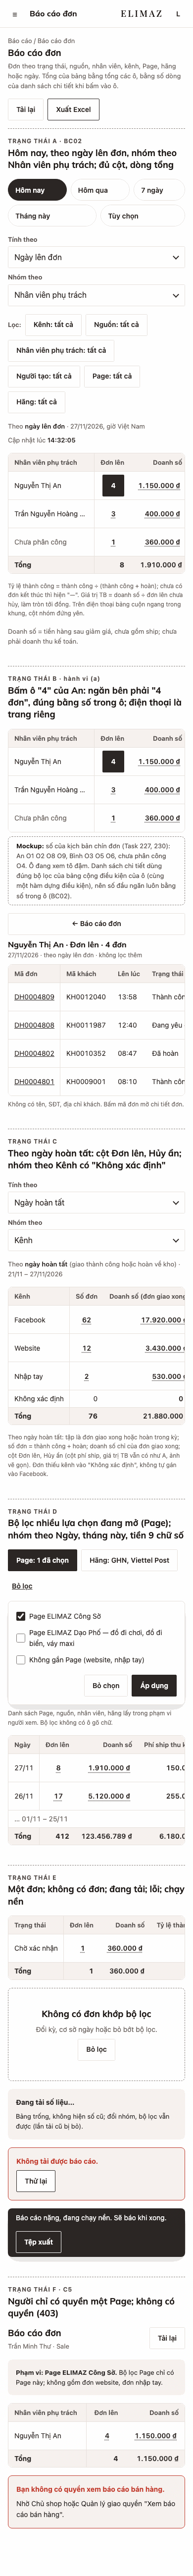 ≡ Báo cáo đơn ELIMAZ L
Báo cáo / Báo cáo đơn
Báo cáo đơn
Đơn theo trạng thái, nguồn, nhân viên, kênh, Page, hãng hoặc ngày. Tổng của bảng bằng tổng các ô, bằng số dòng của danh sách chi tiết khi bấm vào ô.
Tải lại
Xuất Excel
TRẠNG THÁI A · BC02
Hôm nay, theo ngày lên đơn, nhóm theo Nhân viên phụ trách; đủ cột, dòng tổng
Hôm nay
Hôm qua
7 ngày
Tháng này
Tùy chọn
Tính theo
Ngày lên đơn
Nhóm theo
Nhân viên phụ trách
Lọc:
Kênh: tất cả
Nguồn: tất cả
Nhân viên phụ trách: tất cả
Người tạo: tất cả
Page: tất cả
Hãng: tất cả
Theo ngày lên đơn · 27/11/2026, giờ Việt Nam
Cập nhật lúc 14:32:05
Nhân viên phụ trách Đơn lên Doanh số
Nguyễn Thị An 4 1.150.000 ₫
Trần Nguyễn Hoàng ... 3 400.000 ₫
Chưa phân công 1 360.000 ₫
Tổng 8 1.910.000 ₫
Tỷ lệ thành công = thành công ÷ (thành công + hoàn); chưa có đơn kết thúc thì hiện "—". Giá trị TB = doanh số ÷ đơn lên chưa hủy, làm tròn tới đồng. Trên điện thoại bảng cuộn ngang trong khung, cột nhóm đứng yên.
Doanh số = tiền hàng sau giảm giá, chưa gồm ship; chưa phải doanh thu kế toán.
TRẠNG THÁI B · hành vi (a)
Bấm ô "4" của An: ngăn bên phải "4 đơn", đúng bằng số trong ô; điện thoại là trang riêng
Nhân viên phụ trách Đơn lên Doanh số
Nguyễn Thị An 4 1.150.000 ₫
Trần Nguyễn Hoàng ... 3 400.000 ₫
Chưa phân công 1 360.000 ₫
Mockup: số của kịch bản chín đơn (Task 227, 230): An O1 O2 O8 O9, Bình O3 O5 O6, chưa phân công O4. Ô đang xem tô đậm. Danh sách chi tiết dùng đúng bộ lọc của bảng cộng điều kiện của ô (cùng một hàm dựng điều kiện), nên số đầu ngăn luôn bằng số trong ô (BC02).
← Báo cáo đơn
Nguyễn Thị An · Đơn lên · 4 đơn
27/11/2026 · theo ngày lên đơn · không lọc thêm
Mã đơn Mã khách Lên lúc Trạng thái
DH0004809 KH0012040 13:58 Thành côn
DH0004808 KH0011987 12:40 Đang yêu
DH0004802 KH0010352 08:47 Đã hoàn
DH0004801 KH0009001 08:10 Thành côn
Không có tên, SĐT, địa chỉ khách. Bấm mã đơn mở chi tiết đơn.
TRẠNG THÁI C
Theo ngày hoàn tất: cột Đơn lên, Hủy ẩn; nhóm theo Kênh có "Không xác định"
Tính theo
Ngày hoàn tất
Nhóm theo
Kênh
Theo ngày hoàn tất (giao thành công hoặc hoàn về kho) · 21/11 – 27/11/2026
Kênh Số đơn Doanh số (đơn giao xong
Facebook 62 17.920.000 ₫
Website 12 3.430.000 ₫
Nhập tay 2 530.000 ₫
Không xác định 0 0
Tổng 76 21.880.000
Theo ngày hoàn tất: tập là đơn giao xong hoặc hoàn trong kỳ; số đơn = thành công + hoàn; doanh số chỉ của đơn giao xong; cột Đơn lên, Hủy ẩn (cột phí ship, giá trị TB vẫn có như A, ảnh vẽ gọn). Đơn thiếu kênh vào "Không xác định", không tự gán vào Facebook.
TRẠNG THÁI D
Bộ lọc nhiều lựa chọn đang mở (Page); nhóm theo Ngày, tháng này, tiền 9 chữ số
Page: 1 đã chọn
Hãng: GHN, Viettel Post
Bỏ lọc
Page ELIMAZ Công Sở
Page ELIMAZ Dạo Phố — đồ đi chơi, đồ đi biển, váy maxi
Không gắn Page (website, nhập tay)
Bỏ chọn
Áp dụng
Danh sách Page, nguồn, nhân viên, hãng lấy trong phạm vi người xem. Bộ lọc không có ô gõ chữ.
Ngày Đơn lên Doanh số Phí ship thu k
27/11 8 1.910.000 ₫ 150.0
26/11 17 5.120.000 ₫ 255.0
... 01/11 – 25/11
Tổng 412 123.456.789 ₫ 6.180.0
TRẠNG THÁI E
Một đơn; không có đơn; đang tải; lỗi; chạy nền
Trạng thái Đơn lên Doanh số Tỷ lệ thàn
Chờ xác nhận 1 360.000 ₫
Tổng 1 360.000 ₫
Không có đơn khớp bộ lọc
Đổi kỳ, cơ sở ngày hoặc bỏ bớt bộ lọc.
Bỏ lọc
Đang tải số liệu...
Bảng trống, không hiện số cũ; đổi nhóm, bộ lọc vẫn được (lần tải cũ bị bỏ).
Không tải được báo cáo.
Thử lại
Báo cáo nặng, đang chạy nền. Sẽ báo khi xong.
Tệp xuất
TRẠNG THÁI F · C5
Người chỉ có quyền một Page; không có quyền (403)
Báo cáo đơn
Trần Minh Thư · Sale
Tải lại
Phạm vi: Page ELIMAZ Công Sở. Bộ lọc Page chỉ có Page này; không gồm đơn website, đơn nhập tay.
Nhân viên phụ trách Đơn lên Doanh số
Nguyễn Thị An 4 1.150.000 ₫
Tổng 4 1.150.000 ₫
Bạn không có quyền xem báo cáo bán hàng.
Nhờ Chủ shop hoặc Quản lý giao quyền "Xem báo cáo bán hàng".